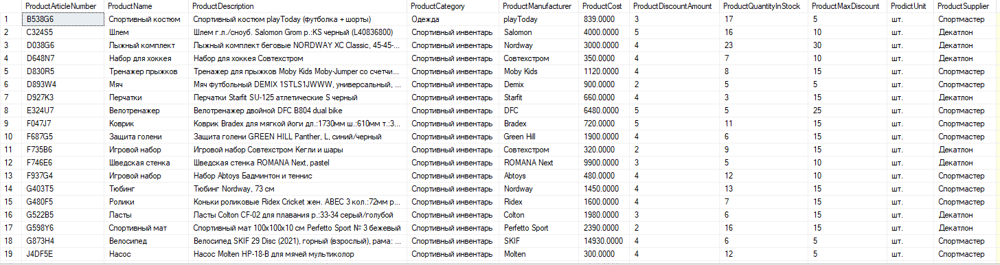 ProductArticleNumber ProductName ProductDescription ProductCategory ProductManufacturer ProductCost ProductDiscountAmount ProductQuantityInStock ProductMaxDiscount ProdictUnit ProductSupplier
1 B538G6 Спортивный костюм Спортивный костюм playToday (футболка + шорты) Одежда playToday 839.0000 3 17 5 шт. Спортмастер
2 C324S5 Шлем Шлем г.л./сноуб. Salomon Grom р.:KS черный (L40836800) Спортивный инвентарь Salomon 4000.0000 5 16 10 шт. Декатлон
3 D038G6 Лыжный комплект Лыжный комплект беговые NORDWAY XC Classic, 45-45-... Спортивный инвентарь Nordway 3000.0000 4 23 30 шт. Декатлон
4 D648N7 Набор для хоккея Набор для хоккея Совтехстром Спортивный инвентарь Совтехстром 350.0000 4 7 10 шт. Декатлон
5 D830R5 Тренажер прыжков Тренажер для прыжков Moby Kids Moby-Jumper со счетчи... Спортивный инвентарь Moby Kids 1120.0000 4 8 15 шт. Спортмастер
6 D893W4 Мяч Мяч футбольный DEMIX 1STLS1JWWW, универсальный, ... Спортивный инвентарь Demix 900.0000 2 5 5 шт. Спортмастер
7 D927K3 Перчатки Перчатки Starfit SU-125 атлетические S черный Спортивный инвентарь Starfit 660.0000 4 3 15 шт. Декатлон
8 E324U7 Велотренажер Велотренажер двойной DFC B804 dual bike Спортивный инвентарь DFC 6480.0000 5 5 25 шт. Спортмастер
9 F047J7 Коврик Коврик Bradex для мягкой йоги дл.:1730мм ш.:610мм т.:3... Спортивный инвентарь Bradex 720.0000 5 11 15 шт. Спортмастер
10 F687G5 Защита голени Защита голени GREEN HILL Panther, L, синий/черный Спортивный инвентарь Green Hill 1900.0000 4 6 15 шт. Спортмастер
11 F735B6 Игровой набор Игровой набор Совтехстром Кегли и шары Спортивный инвентарь Совтехстром 320.0000 2 9 15 шт. Декатлон
12 F746E6 Шведская стенка Шведская стенка ROMANA Next, pastel Спортивный инвентарь ROMANA Next 9900.0000 3 5 10 шт. Декатлон
13 F937G4 Игровой набор Набор Abtoys Бадминтон и теннис Спортивный инвентарь Abtoys 480.0000 4 12 10 шт. Спортмастер
14 G403T5 Тюбинг Тюбинг Nordway, 73 см Спортивный инвентарь Nordway 1450.0000 4 13 15 шт. Спортмастер
15 G480F5 Ролики Коньки роликовые Ridex Cricket жен. ABEC 3 кол.:72мм р... Спортивный инвентарь Ridex 1600.0000 4 7 15 шт. Спортмастер
16 G522B5 Ласты Ласты Colton CF-02 для плавания р.:33-34 серый/голубой Спортивный инвентарь Colton 1980.0000 3 6 15 шт. Декатлон
17 G598Y6 Спортивный мат Спортивный мат 100x100x10 см Perfetto Sport № 3 бежевый Спортивный инвентарь Perfetto Sport 2390.0000 2 16 15 шт. Декатлон
18 G873H4 Велосипед Велосипед SKIF 29 Disc (2021), горный (взрослый), рама: ... Спортивный инвентарь SKIF 14930.0000 4 6 5 шт. Спортмастер
19 J4DF5E Насос Насос Molten HP-18-B для мячей мультиколор Спортивный инвентарь Molten 300.0000 4 12 5 шт. Спортмастер